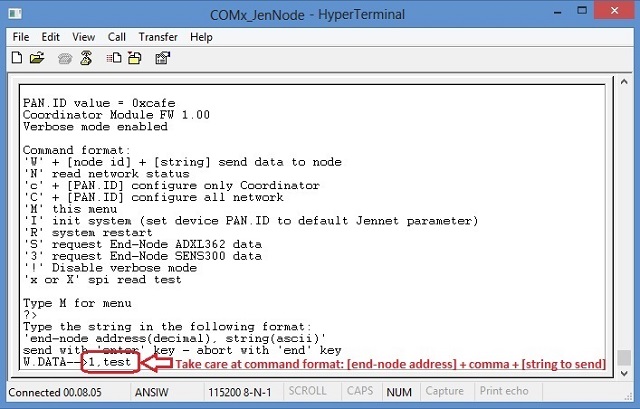 COMx_JenNode - HyperTerminal
File Edit View Call Transfer Help
PAN.ID value = 0xcafe
Coordinator Module FW 1.00
Verbose mode enabled
Command format:
'W' + [node id] + [string] send data to node
'N' read network status
'c' + [PAN.ID] configure only Coordinator
'C' + [PAN.ID] configure all network
'M' this menu
'I' init system (set device PAN.ID to default Jennet parameter)
'R' system restart
'S' request End-Node ADXL362 data
'3' request End-Node SENS300 data
'!' Disable verbose mode
'x or X' spi read test
Type M for menu
?>
Type the string in the following format:
'end-node address(decimal), string(ascii)'
send with 'enter' key - abort with 'end' key
W.DATA-->1,test Take care at command format: [end-node address] + comma + [string to send]
Connected 00.08.05 ANSIW 115200 8-N-1 SCROLL CAPS NUM Capture Print echo